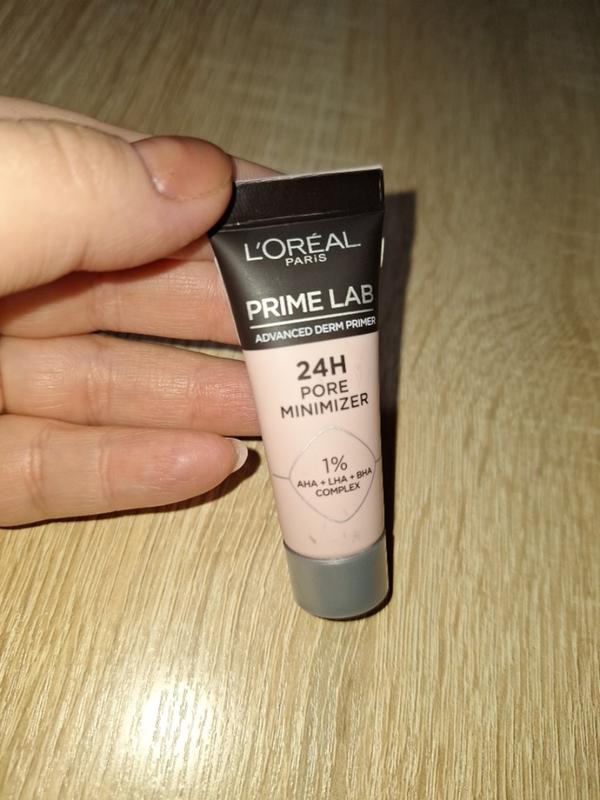 L'ORÉAL
PARIS
PRIME LAB
ADVANCED DERM PRIMER
24H
PORE
MINIMIZER
1%
AHA + LHA + BHA
COMPLEX